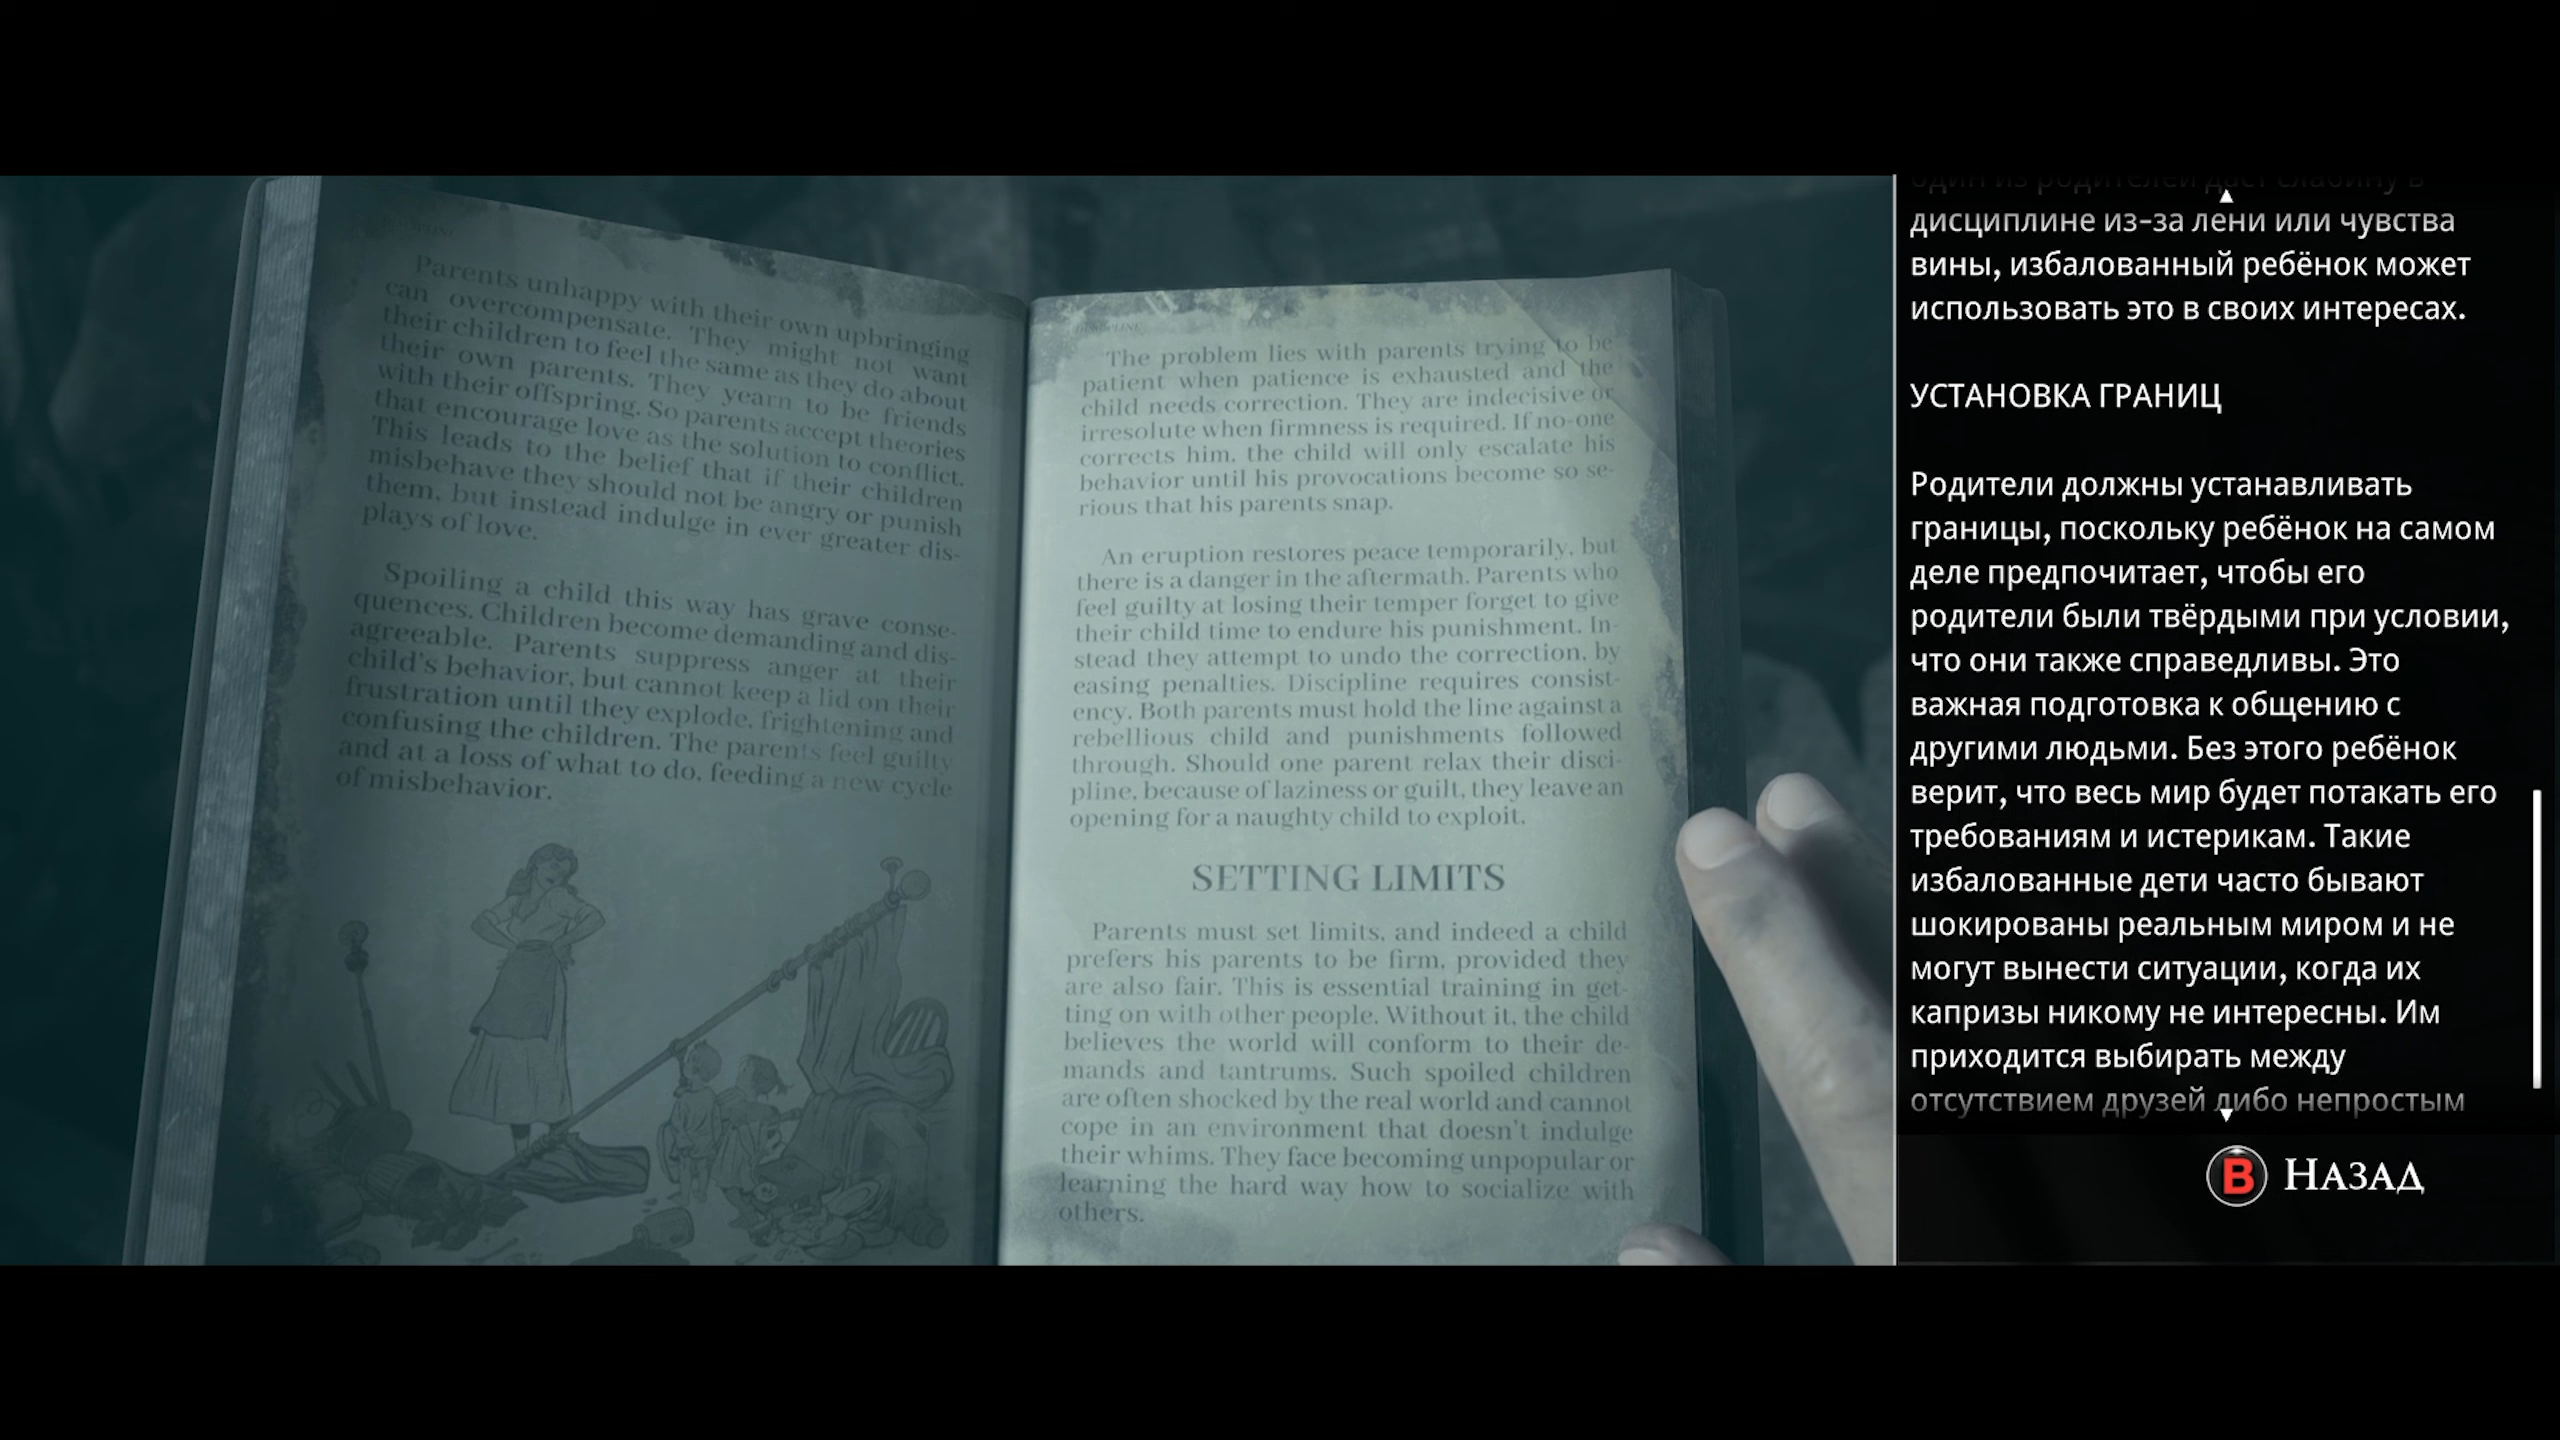 Parents unhappy with their own upbringing
can overcompensate. They might not want
their children to feel the same as they do about
their own parents. They yearn to be friends
with their offspring. So parents accept theories
that encourage love as the solution to conflict.
This leads to the belief that if their children
misbehave they should not be angry or punish
them, but instead indulge in ever greater dis-
plays of love.
Spoiling a child this way has grave conse-
quences. Children become demanding and dis-
agreeable. Parents suppress anger at their
child's behavior, but cannot keep a lid on their
frustration until they explode, frightening and
confusing the children. The parents feel guilty
and at a loss of what to do, feeding a new cycle
of misbehavior.
The problem lies with parents trying to be
patient when patience is exhausted and the
child needs correction. They are indecisive or
irresolute when firmness is required. If no-one
corrects him, the child will only escalate his
behavior until his provocations become so se-
rious that his parents snap.
An eruption restores peace temporarily, but
there is a danger in the aftermath. Parents who
feel guilty at losing their temper forget to give
their child time to endure his punishment. In-
stead they attempt to undo the correction, by
easing penalties. Discipline requires consist-
ency. Both parents must hold the line against a
rebellious child and punishments followed
through. Should one parent relax their disci-
pline, because of laziness or guilt, they leave an
opening for a naughty child to exploit.
SETTING LIMITS
Parents must set limits, and indeed a child
prefers his parents to be firm, provided they
are also fair. This is essential training in get-
ting on with other people. Without it, the child
believes the world will conform to their de-
mands and tantrums. Such spoiled children
are often shocked by the real world and cannot
cope in an environment that doesn't indulge
their whims. They face becoming unpopular or
learning the hard way how to socialize with
others.
один из родителей даст слабину в
дисциплине из-за лени или чувства
вины, избалованный ребёнок может
использовать это в своих интересах.
УСТАНОВКА ГРАНИЦ
Родители должны устанавливать
границы, поскольку ребёнок на самом
деле предпочитает, чтобы его
родители были твёрдыми при условии,
что они также справедливы. Это
важная подготовка к общению с
другими людьми. Без этого ребёнок
верит, что весь мир будет потакать его
требованиям и истерикам. Такие
избалованные дети часто бывают
шокированы реальным миром и не
могут вынести ситуации, когда их
капризы никому не интересны. Им
приходится выбирать между
отсутствием друзей либо непростым
B НАЗАД